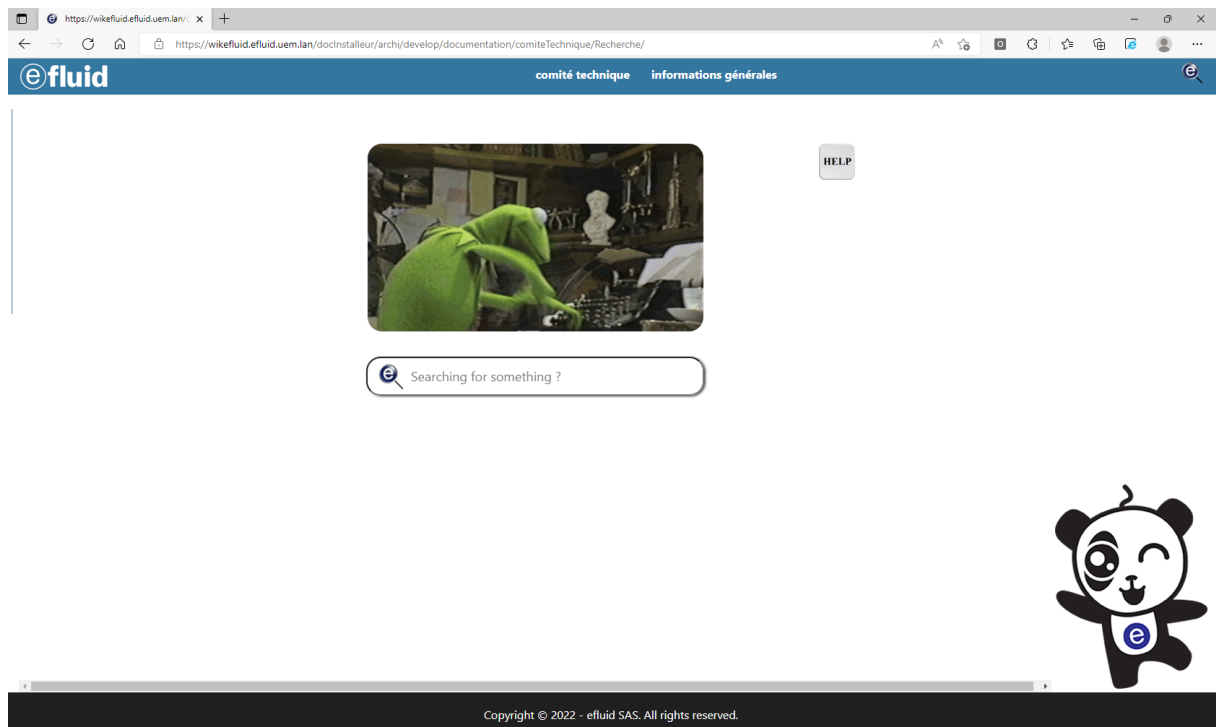 https://wikefluid.efluid.uem.lan/c
https://wikefluid.efluid.uem.lan/docInstalleur/archi/develop/documentation/comiteTechnique/Recherche/
efluid
comité technique informations générales
HELP
Searching for something ?
e
Copyright © 2022 - efluid SAS. All rights reserved.